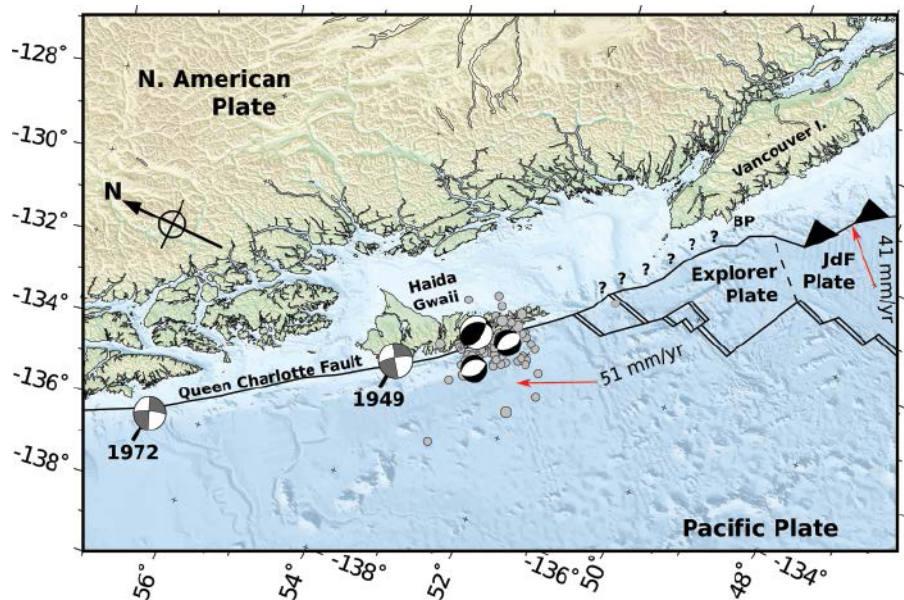 -128°
-130°
-132°
-134°
-136°
-138°
N. American
Plate
N
Vancouver I.
BP
? ? ? ? ? ?
Explorer
Plate
JdF
Plate
41 mm/yr
Haida
Gwaii
51 mm/yr
Queen Charlotte Fault
1949
1972
Pacific Plate
56°
54°
-138°
52°
-136°
50°
48°
-134°